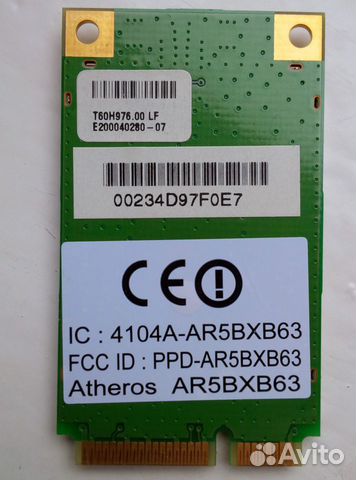 T60H976.00 LF
E200040280-07
00234D97F0E7
CE
IC : 4104A-AR5BXB63
FCC ID : PPD-AR5BXB63
Atheros AR5BXB63
Avito